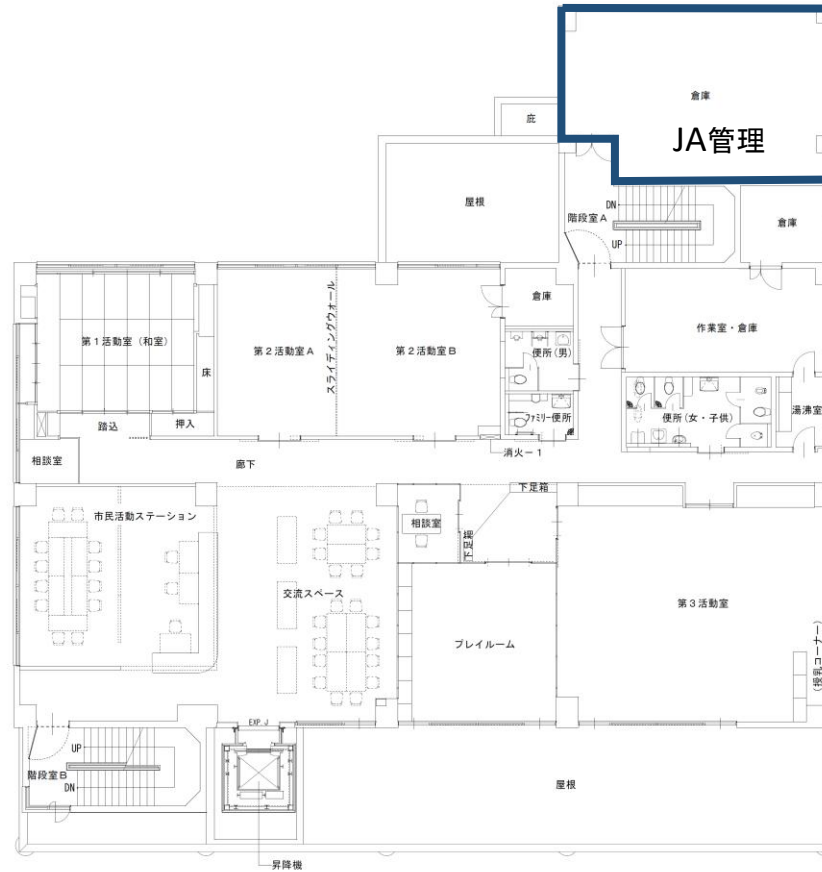 倉庫
JA管理
庇
屋根
階段室A
DN
UP
倉庫
第1活動室（和室）
床
第2活動室A
スライディングウォール
第2活動室B
倉庫
便所(男)
ファミリー便所
作業室・倉庫
便所(女・子供)
湯沸室
踏込
押入
消火－1
相談室
廊下
市民活動ステーション
交流スペース
相談室
下足箱
下足箱
プレイルーム
第3活動室
(授乳コーナー)
EXP.J
UP
階段室B
DN
屋根
昇降機